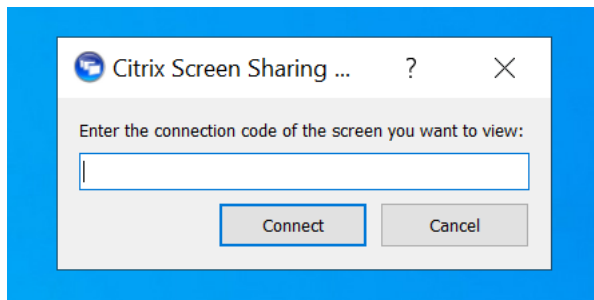 Citrix Screen Sharing ...
?
Enter the connection code of the screen you want to view:
Connect
Cancel